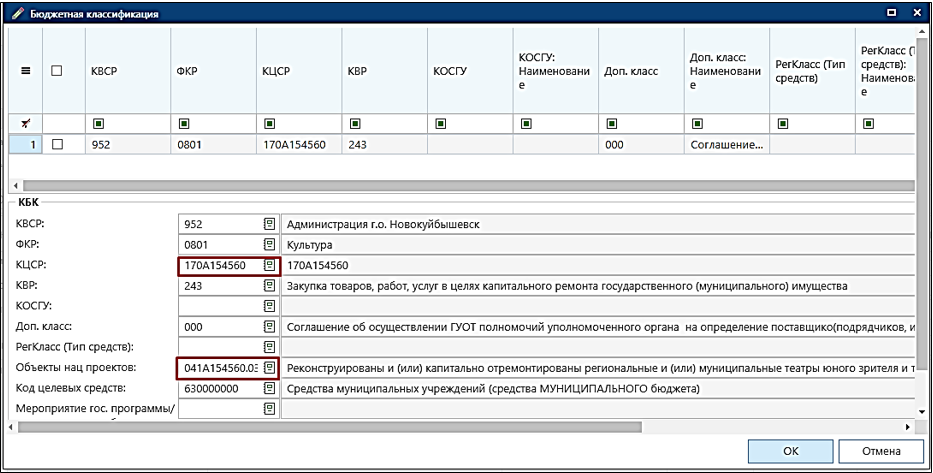 Бюджетная классификация
КВСР ФКР КЦСР КВР КОСГУ КОСГУ: Наименовани е Доп. класс Доп. класс: Наименовани е РегКласс (Тип средств) РегКласс (Т средств): Наименова е
1 952 0801 170А154560 243 000 Соглашение...
КБК
КВСР: 952 Администрация г.о. Новокуйбышевск
ФКР: 0801 Культура
КЦСР: 170А154560 170А154560
КВР: 243 Закупка товаров, работ, услуг в целях капитального ремонта государственного (муниципального) имущества
КОСГУ:
Доп. класс: 000 Соглашение об осуществлении ГУОТ полномочий уполномоченного органа на определение поставщико(подрядчиков, и
РегКласс (Тип средств):
Объекты нац проектов: 041А154560.03 Реконструированы и (или) капитально отремонтированы региональные и (или) муниципальные театры юного зрителя и т
Код целевых средств: 630000000 Средства муниципальных учреждений (средства МУНИЦИПАЛЬНОГО бюджета)
Мероприятие гос. программы/
ОК Отмена